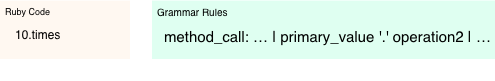 Ruby Code
10.times
Grammar Rules
method_call: … | primary_value '.' operation2 | …